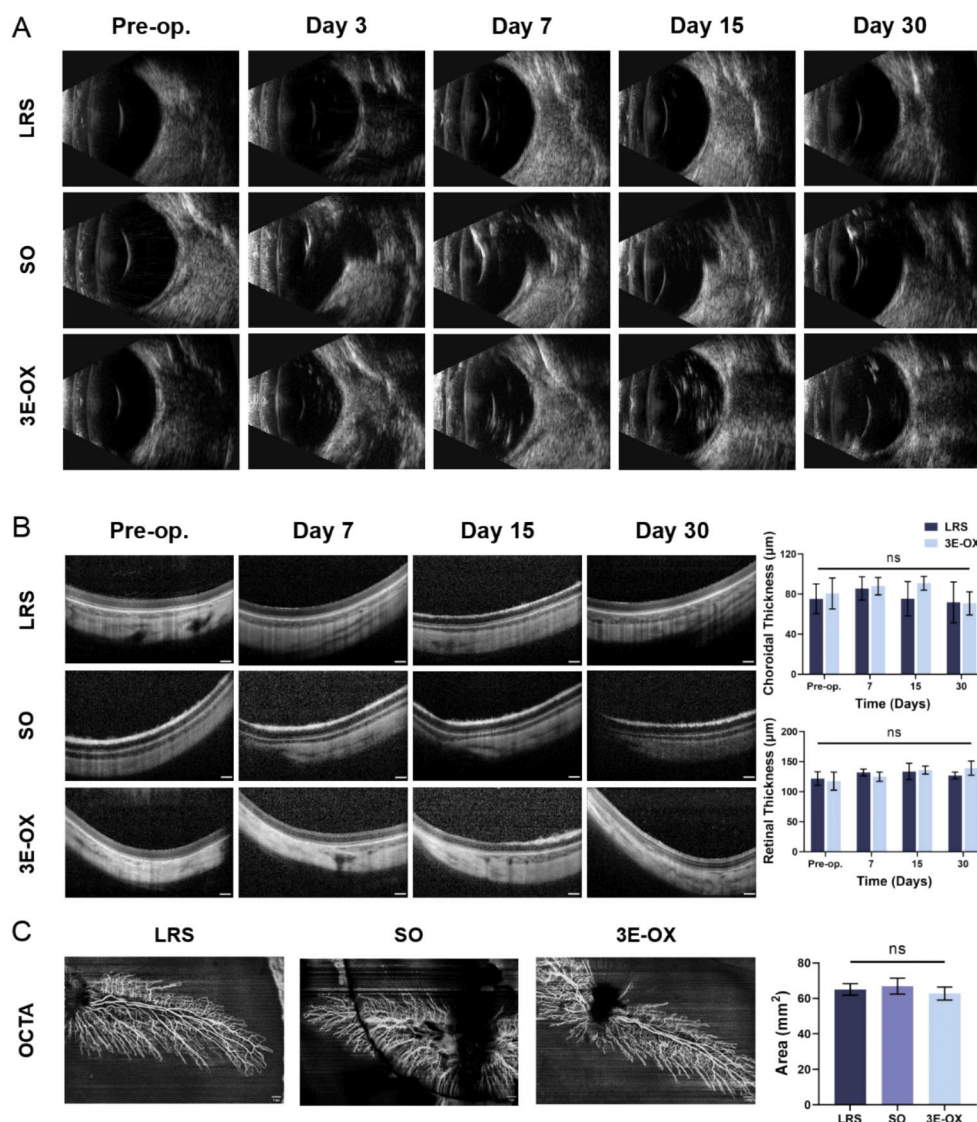 A
Pre-op. Day 3 Day 7 Day 15 Day 30
LRS
SO
3E-OX
B
Pre-op. Day 7 Day 15 Day 30
LRS
SO
3E-OX
LRS
3E-OX
Choroidal Thickness (μm)
120
80
40
0
ns
Pre-op. 7 15 30
Time (Days)
Retinal Thickness (μm)
200
150
100
50
0
ns
Pre-op. 7 15 30
Time (Days)
C
LRS SO 3E-OX
OCTA
Area (mm²)
80
60
40
20
0
ns
LRS SO 3E-OX